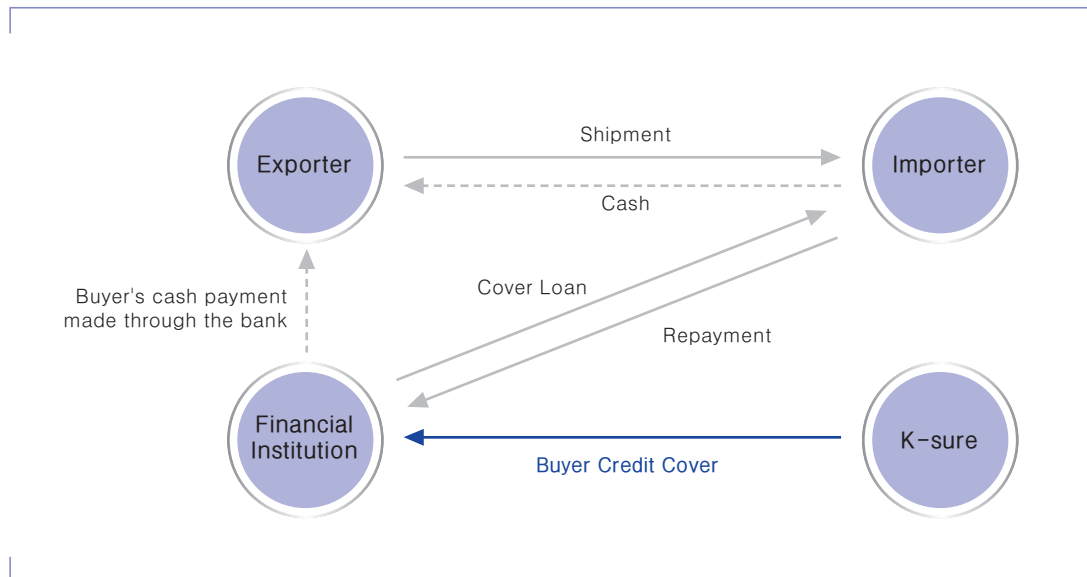 Shipment
Exporter
Importer
Cash
Buyer's cash payment
made through the bank
Cover Loan
Repayment
Financial
Institution
K-sure
Buyer Credit Cover